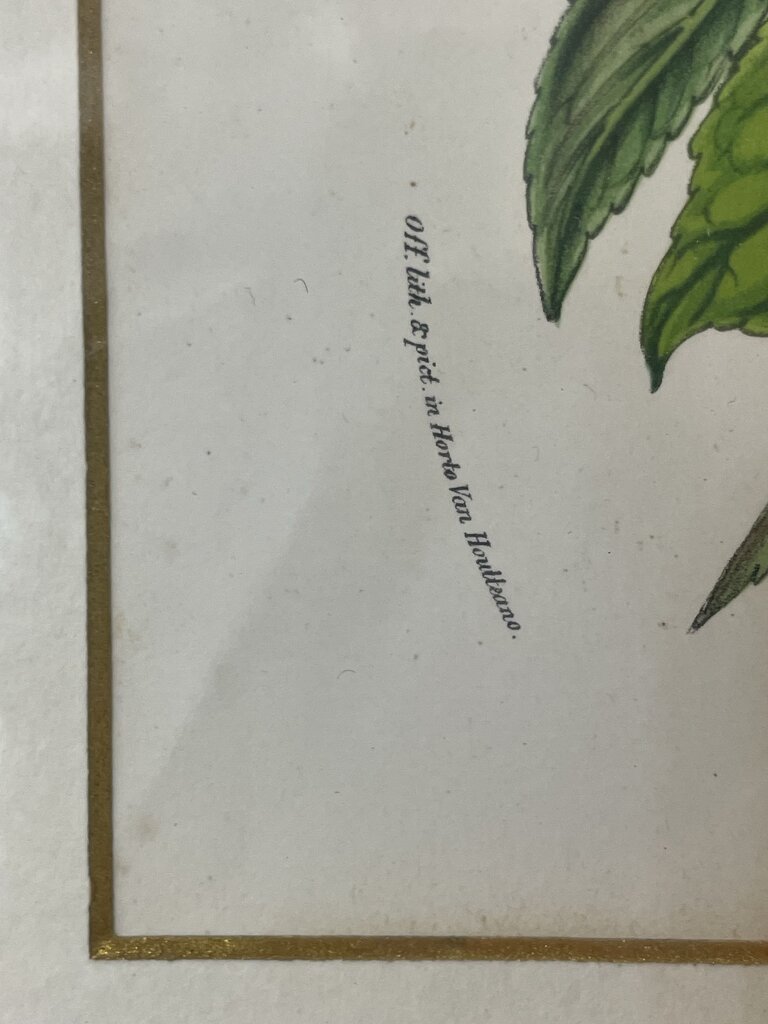 Off. lith. & pict. in Horto Van Houtteano.